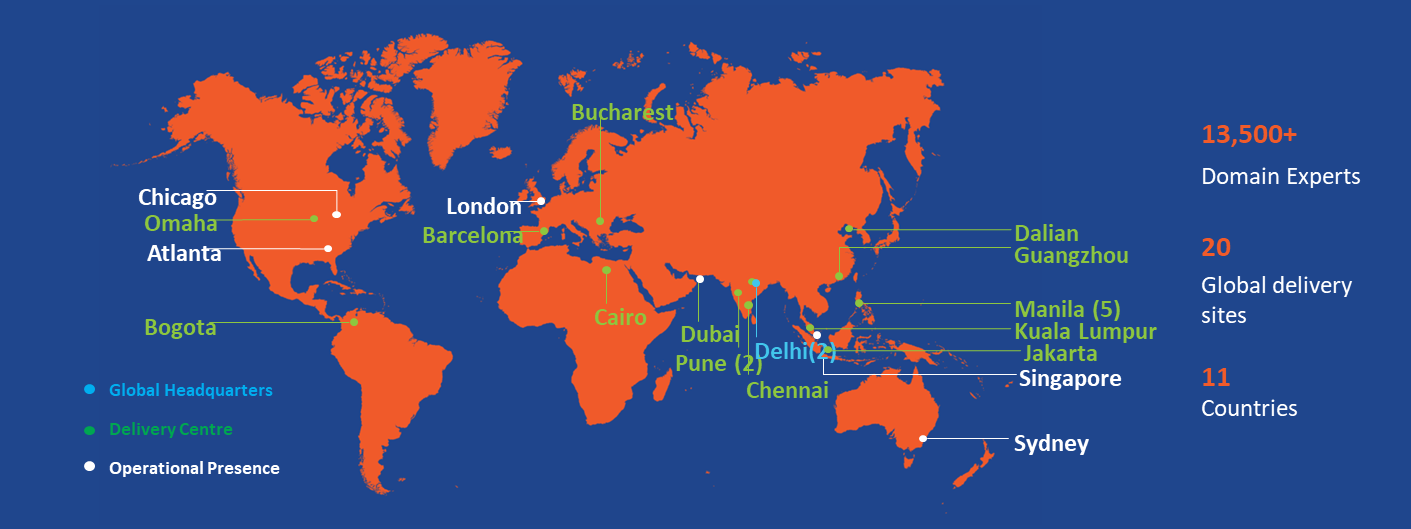 Bucharest
Chicago
Omaha
Atlanta
London
Barcelona
Bogota
Cairo
Dubai
Pune (2)
Delhi(2)
Chennai
Dalian
Guangzhou
Manila (5)
Kuala Lumpur
Jakarta
Singapore
Sydney
Global Headquarters
Delivery Centre
Operational Presence
13,500+
Domain Experts
20
Global delivery
sites
11
Countries